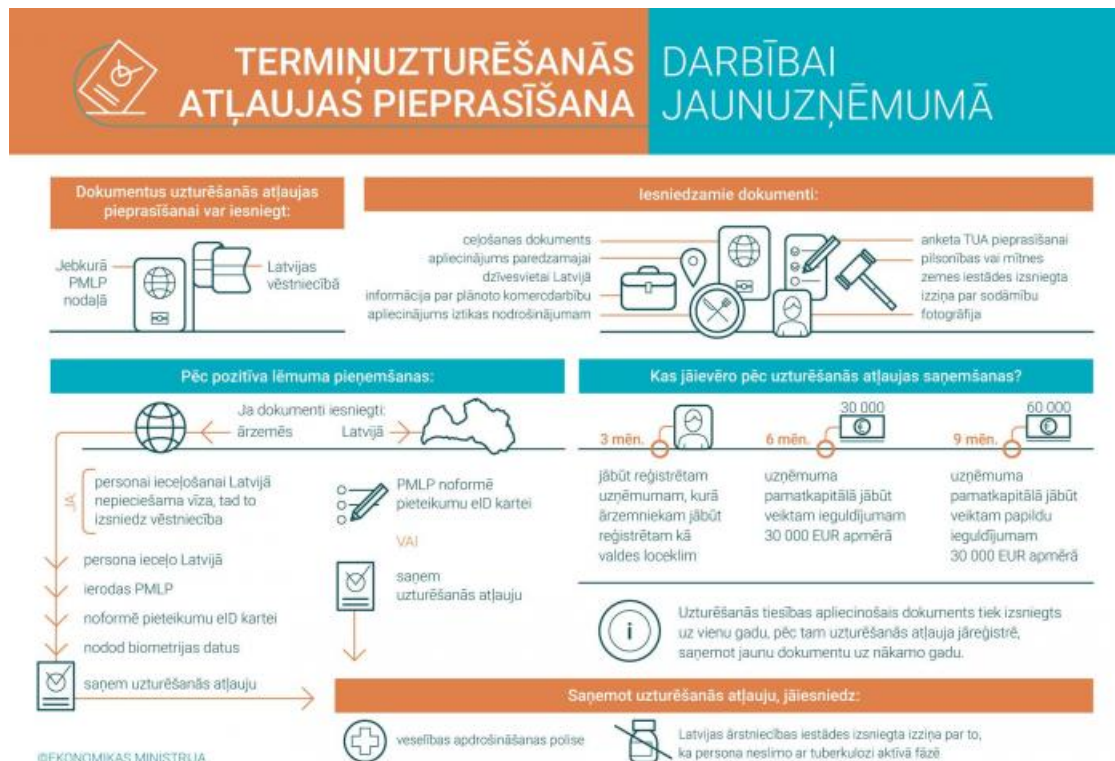 TERMIŅUZTURĒŠANĀS
ATĻAUJAS PIEPRASĪŠANA
DARBĪBAI
JAUNUZŅĒMUMĀ
Dokumentus uzturēšanās atļaujas
pieprasīšanai var iesniegt:
Jebkurā
PMLP
nodaļā
Latvijas
vēstniecībā
Iesniedzamie dokumenti:
ceļošanas dokuments
apliecinājums paredzamajai
dzīvesvietai Latvijā
informācija par plānoto komercdarbību
apliecinājums iztikas nodrošinājumam
anketa TUA pieprasīšanai
pilsonības vai mītnes
zemes iestādes izsniegta
izziņa par sodāmību
fotogrāfija
Pēc pozitīva lēmuma pieņemšanas:
Ja dokumenti iesniegti:
ārzemēs
Latvijā
JA:
personai ieceļošanai Latvijā
nepieciešama vīza, tad to
izsniedz vēstniecība
persona ieceļo Latvijā
ierodas PMLP
noformē pieteikumu eID kartei
nodod biometrijas datus
saņem uzturēšanās atļauju
PMLP noformē
pieteikumu eID kartei
VAI
saņem
uzturēšanās atļauju
Kas jāievēro pēc uzturēšanās atļaujas saņemšanas?
3 mēn.
jābūt reģistrētam
uzņēmumam, kurā
ārzemniekam jābūt
reģistrētam kā
valdes loceklim
30 000
6 mēn.
uzņēmuma
pamatkapitālā jābūt
veiktam ieguldījumam
30 000 EUR apmērā
60 000
9 mēn.
uzņēmuma
pamatkapitālā jābūt
veiktam papildu
ieguldījumam
30 000 EUR apmērā
i
Uzturēšanās tiesības apliecinošais dokuments tiek izsniegts
uz vienu gadu, pēc tam uzturēšanās atļauja jāreģistrē,
saņemot jaunu dokumentu uz nākamo gadu.
Saņemot uzturēšanās atļauju, jāiesniedz:
veselības apdrošināšanas polise
Latvijas ārstniecības iestādes izsniegta izziņa par to,
ka persona neslimo ar tuberkulozi aktīvā fāzē
©EKONOMIKAS MINISTRIJA